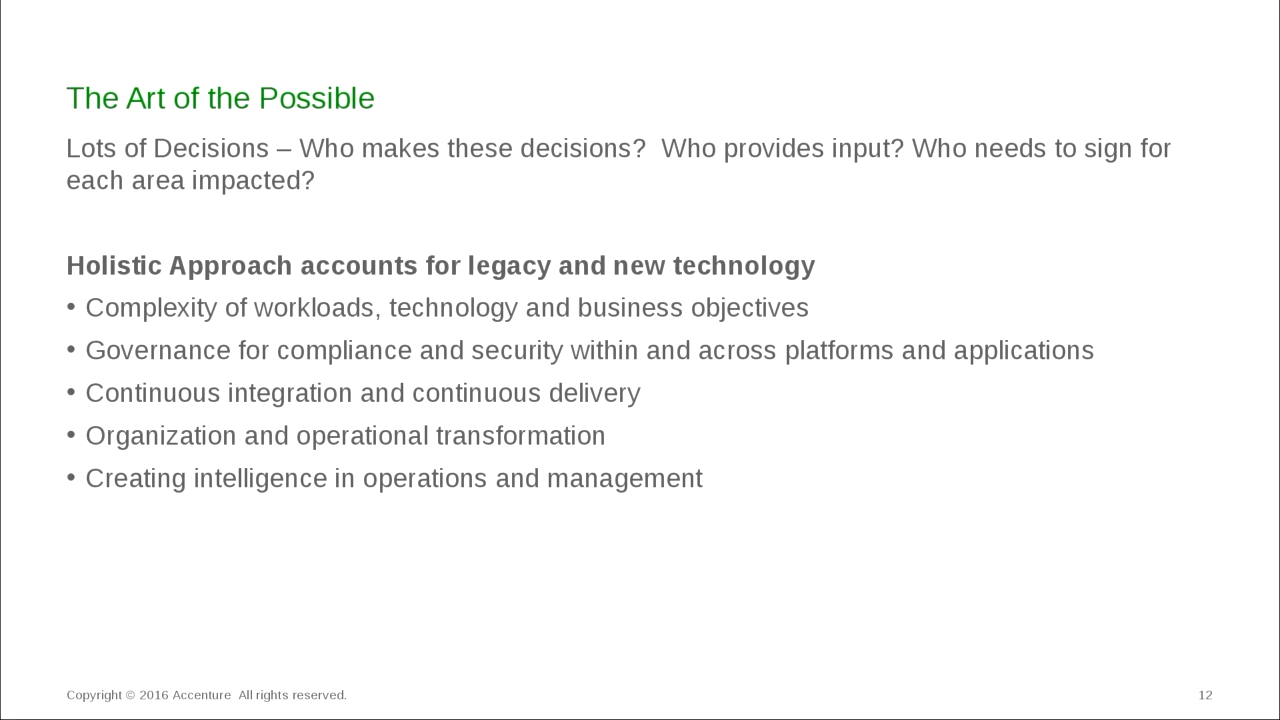 The Art of the Possible
Lots of Decisions – Who makes these decisions?  Who provides input? Who needs to sign for
each area impacted?
Holistic Approach accounts for legacy and new technology
• Complexity of workloads, technology and business objectives
• Governance for compliance and security within and across platforms and applications
• Continuous integration and continuous delivery
• Organization and operational transformation
• Creating intelligence in operations and management
Copyright © 2016 Accenture  All rights reserved.
12